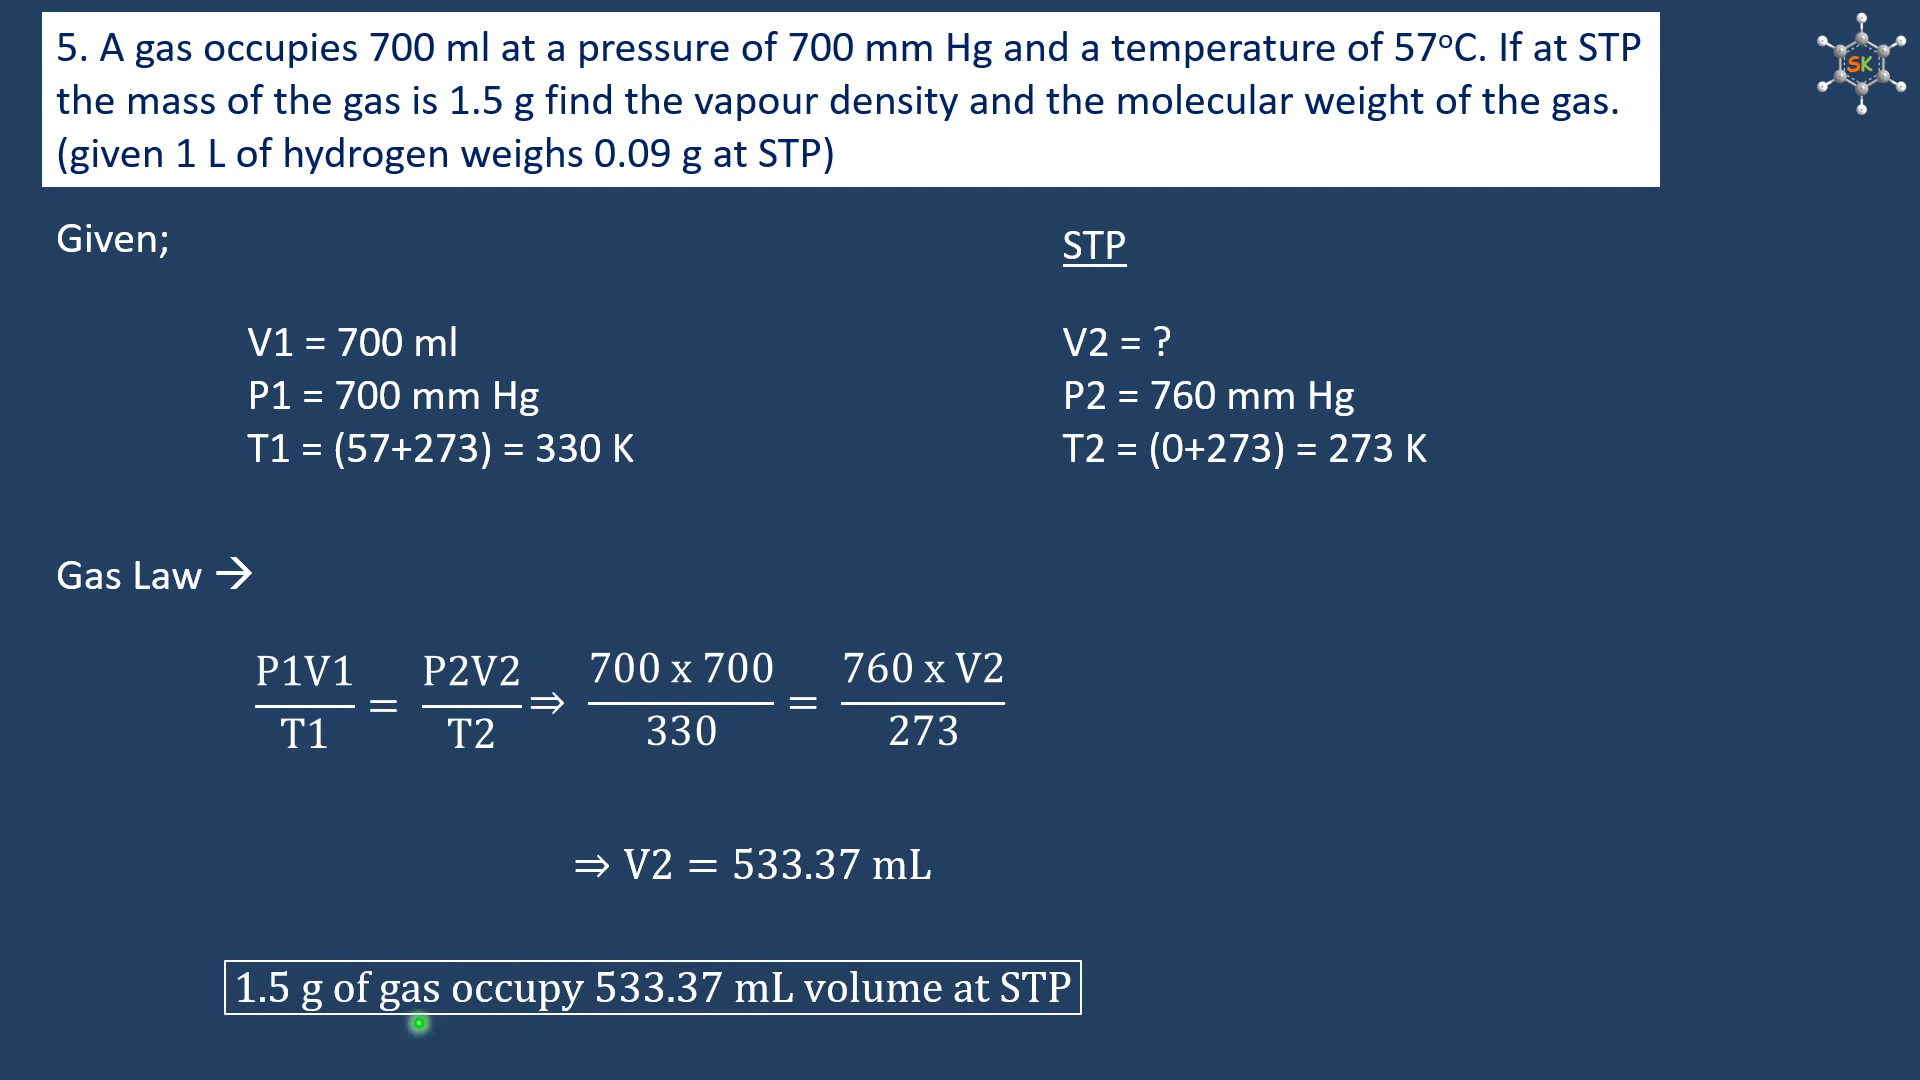 5. A gas occupies 700 ml at a pressure of 700 mm Hg and a temperature of 57ᵒC. If at STP
the mass of the gas is 1.5 g find the vapour density and the molecular weight of the gas.
(given 1 L of hydrogen weighs 0.09 g at STP)
SK
Given;
STP
V1 = 700 ml
V2 = ?
P1 = 700 mm Hg
P2 = 760 mm Hg
T1 = (57+273) = 330 K
T2 = (0+273) = 273 K
Gas Law →
P1V1/T1 = P2V2/T2 ⇒ 700 x 700/330 = 760 x V2/273
⇒ V2 = 533.37 mL
1.5 g of gas occupy 533.37 mL volume at STP